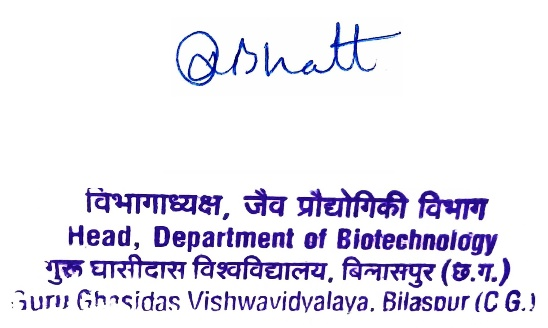 Bhatt
विभागाध्यक्ष, जैव प्रौद्योगिकी विभाग
Head, Department of Biotechnology
गुरू घासीदास विश्वविद्यालय, बिलासपुर (छ.ग.)
Guru Ghasidas Vishwavidyalaya, Bilaspur (C G.)